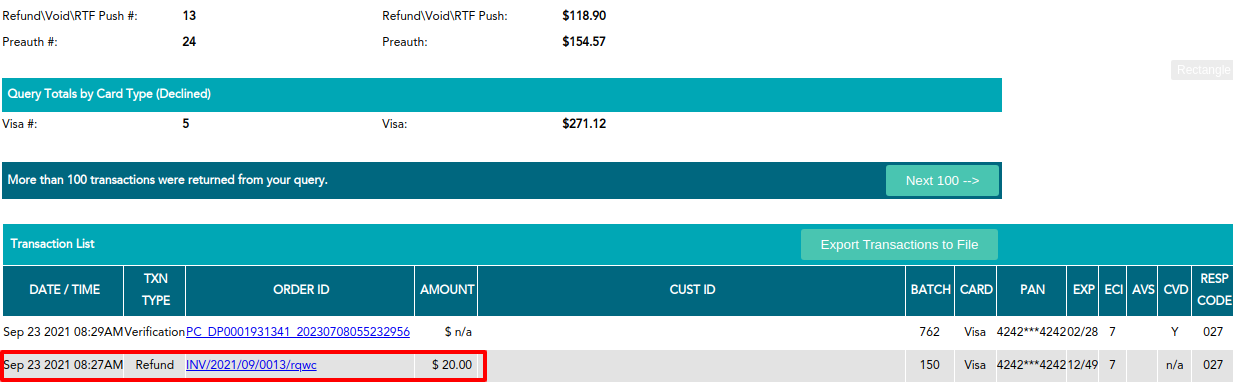 Refund\Void\RTF Push #: 13 Refund\Void\RTF Push: $118.90
Preauth #: 24 Preauth: $154.57
Rectangle
Query Totals by Card Type (Declined)
Visa #: 5 Visa: $271.12
More than 100 transactions were returned from your query. Next 100 -->
Transaction List Export Transactions to File
DATE / TIME TXN TYPE ORDER ID AMOUNT CUST ID BATCH CARD PAN EXP ECI AVS CVD RESP CODE
Sep 23 2021 08:29AM Verification PC_DP0001931341_20230708055232956 $ n/a 762 Visa 4242***4242 02/28 7 Y 027
Sep 23 2021 08:27AM Refund INV/2021/09/0013/rqwc $ 20.00 150 Visa 4242***4242 12/49 7 n/a 027